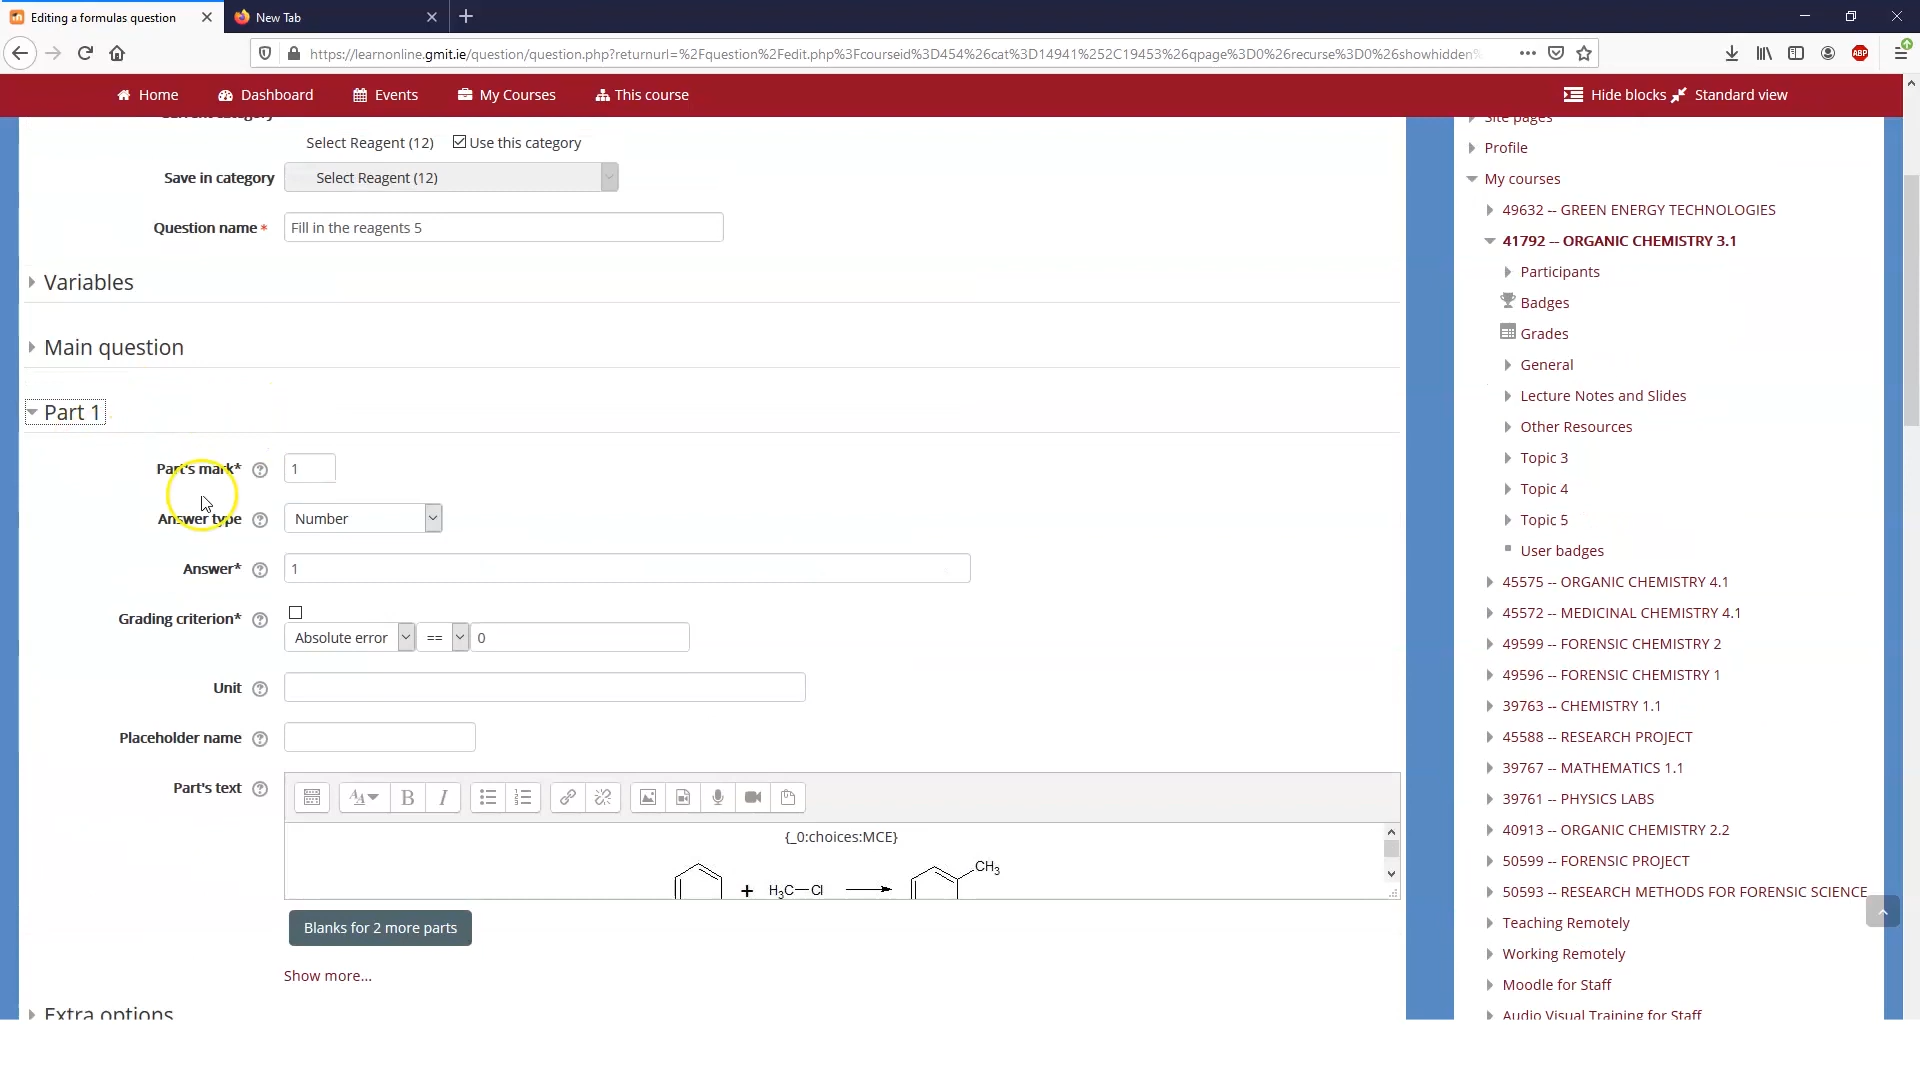 Editing a formulas question
New Tab
https://learnonline.gmit.ie/question/question.php?returnurl=%2Fquestion%2Fedit.php%3Fcourseid%3D454%26cat%3D14941%252C19453%26qpage%3D0%26recurse%3D0%26showhidden%
ABP
Home
Dashboard
Events
My Courses
This course
Hide blocks
Standard view
Current category
Select Reagent (12)
Use this category
Save in category
Select Reagent (12)
Question name *
Fill in the reagents 5
Variables
Main question
Part 1
Part's mark*
1
Answer type
Number
Answer*
1
Grading criterion*
Absolute error
==
0
Unit
Placeholder name
Part's text
{_0:choices:MCE}
+ H3C—Cl
CH3
Blanks for 2 more parts
Show more...
Extra options
Site pages
Profile
My courses
49632 -- GREEN ENERGY TECHNOLOGIES
41792 -- ORGANIC CHEMISTRY 3.1
Participants
Badges
Grades
General
Lecture Notes and Slides
Other Resources
Topic 3
Topic 4
Topic 5
User badges
45575 -- ORGANIC CHEMISTRY 4.1
45572 -- MEDICINAL CHEMISTRY 4.1
49599 -- FORENSIC CHEMISTRY 2
49596 -- FORENSIC CHEMISTRY 1
39763 -- CHEMISTRY 1.1
45588 -- RESEARCH PROJECT
39767 -- MATHEMATICS 1.1
39761 -- PHYSICS LABS
40913 -- ORGANIC CHEMISTRY 2.2
50599 -- FORENSIC PROJECT
50593 -- RESEARCH METHODS FOR FORENSIC SCIENCE
Teaching Remotely
Working Remotely
Moodle for Staff
Audio Visual Training for Staff